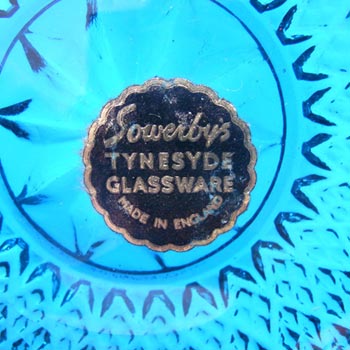 Sowerby's
TYNESYDE
GLASSWARE
MADE IN ENGLAND